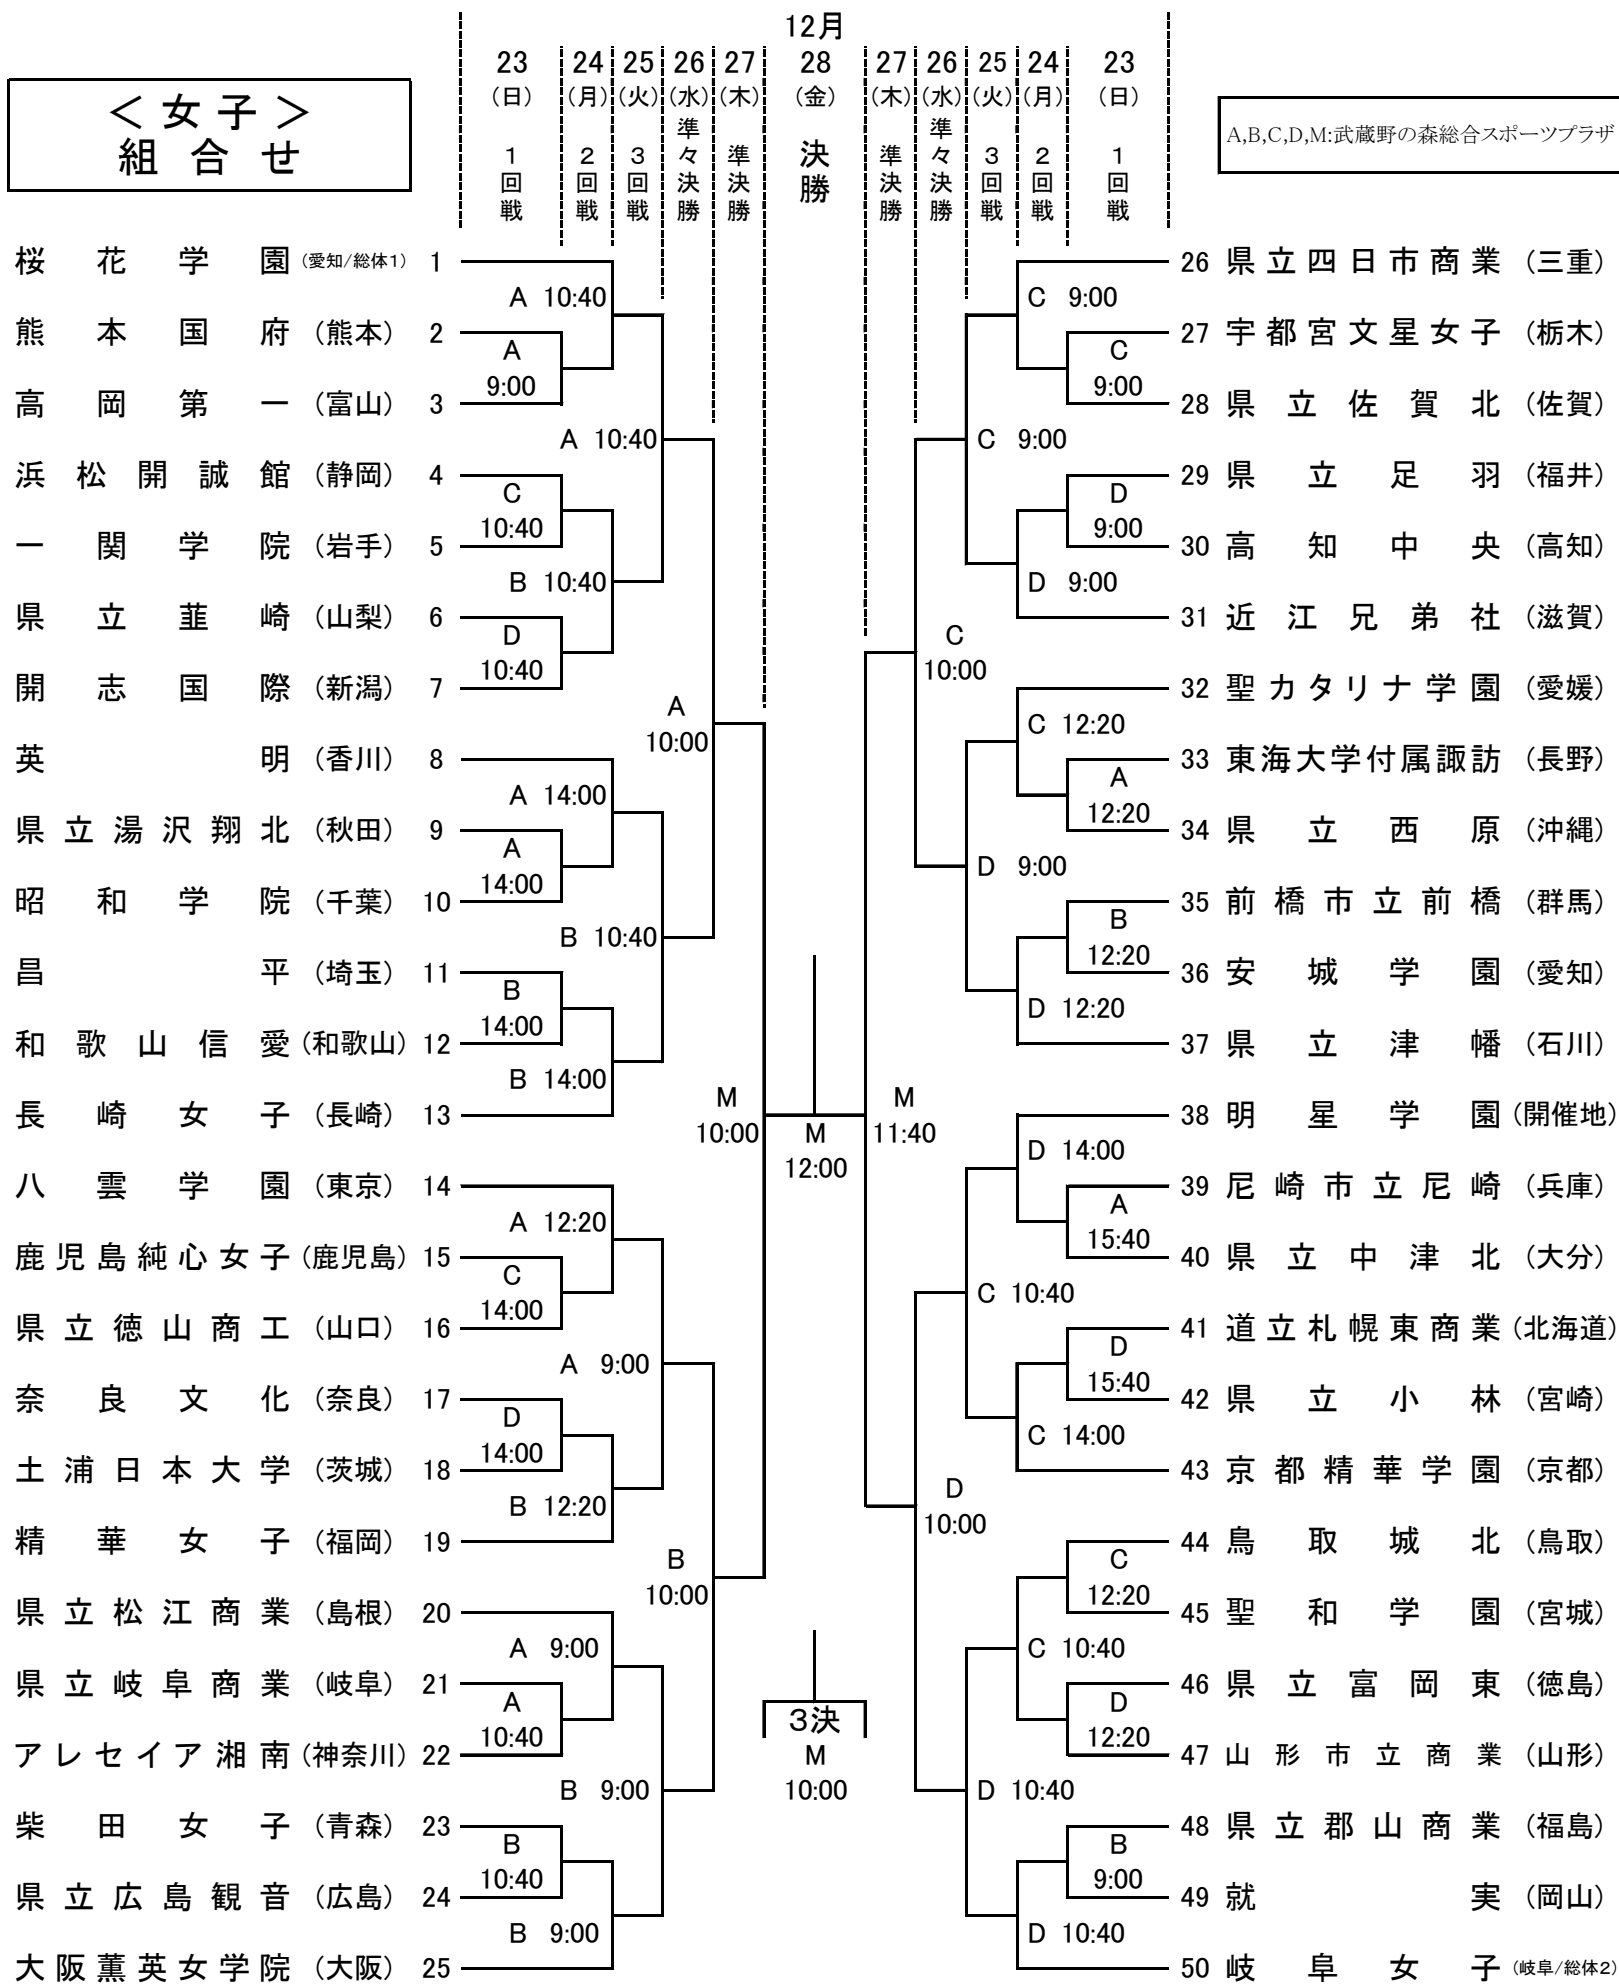 12月
23 24 25 26 27 28 27 26 25 24 23
(日) (月) (火) (水) (木) (金) (木) (水) (火) (月) (日)
1回戦 2回戦 3回戦 準々決勝 準決勝 決勝 準決勝 準々決勝 3回戦 2回戦 1回戦
＜女子＞
組合せ
A,B,C,D,M:武蔵野の森総合スポーツプラザ
桜花学園 (愛知/総体1) 1
A 10:40
熊本国府 (熊本) 2
A
9:00
高岡第一 (富山) 3
A 10:40
浜松開誠館 (静岡) 4
C
10:40
一関学院 (岩手) 5
B 10:40
県立韮崎 (山梨) 6
D
10:40
開志国際 (新潟) 7
A
10:00
英明 (香川) 8
A 14:00
県立湯沢翔北 (秋田) 9
A
14:00
昭和学院 (千葉) 10
B 10:40
昌平 (埼玉) 11
B
14:00
和歌山信愛 (和歌山) 12
B 14:00
長崎女子 (長崎) 13
M
10:00
八雲学園 (東京) 14
A 12:20
鹿児島純心女子 (鹿児島) 15
C
14:00
県立徳山商工 (山口) 16
A 9:00
奈良文化 (奈良) 17
D
14:00
土浦日本大学 (茨城) 18
B 12:20
精華女子 (福岡) 19
B
10:00
県立松江商業 (島根) 20
A 9:00
県立岐阜商業 (岐阜) 21
A
10:40
アレセイア湘南 (神奈川) 22
B 9:00
柴田女子 (青森) 23
B
10:40
県立広島観音 (広島) 24
B 9:00
大阪薫英女学院 (大阪) 25
M
12:00
3決
M
10:00
26 県立四日市商業 (三重)
C 9:00
27 宇都宮文星女子 (栃木)
C
9:00
28 県立佐賀北 (佐賀)
C 9:00
29 県立足羽 (福井)
D
9:00
30 高知中央 (高知)
D 9:00
31 近江兄弟社 (滋賀)
C
10:00
32 聖カタリナ学園 (愛媛)
C 12:20
33 東海大学付属諏訪 (長野)
A
12:20
34 県立西原 (沖縄)
D 9:00
35 前橋市立前橋 (群馬)
B
12:20
36 安城学園 (愛知)
D 12:20
37 県立津幡 (石川)
M
11:40
38 明星学園 (開催地)
D 14:00
39 尼崎市立尼崎 (兵庫)
A
15:40
40 県立中津北 (大分)
C 10:40
41 道立札幌東商業 (北海道)
D
15:40
42 県立小林 (宮崎)
C 14:00
43 京都精華学園 (京都)
D
10:00
44 鳥取城北 (鳥取)
C
12:20
45 聖和学園 (宮城)
C 10:40
46 県立富岡東 (徳島)
D
12:20
47 山形市立商業 (山形)
D 10:40
48 県立郡山商業 (福島)
B
9:00
49 就実 (岡山)
D 10:40
50 岐阜女子 (岐阜/総体2)